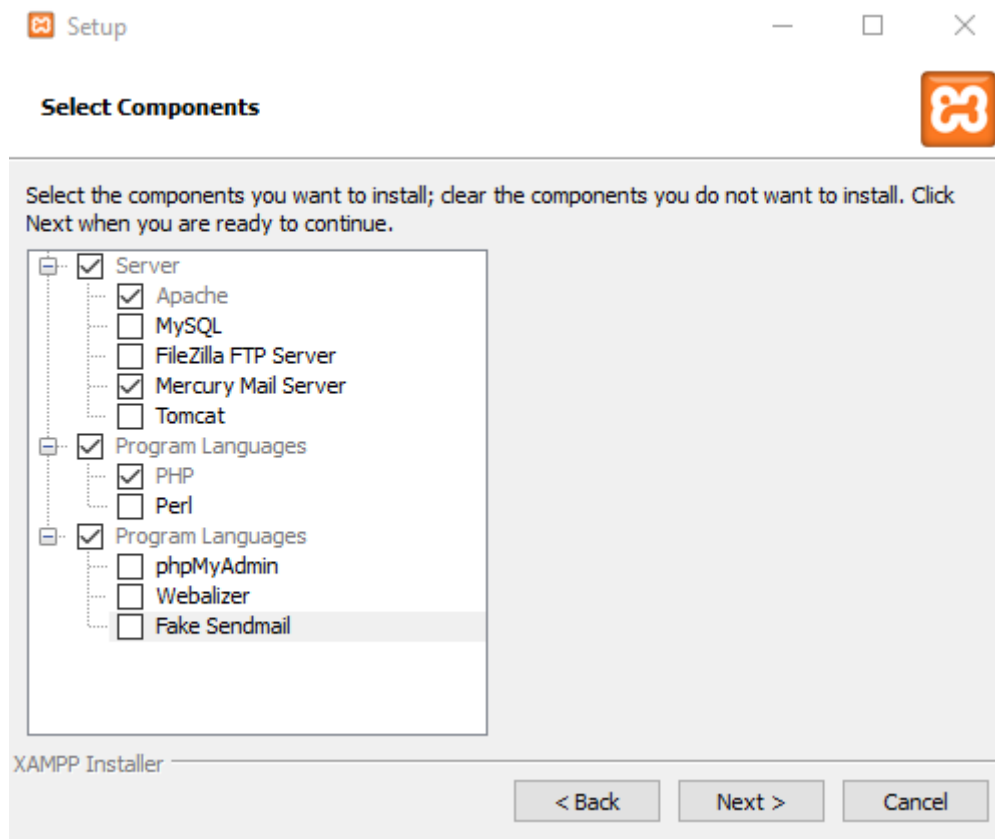 Setup
Select Components
Select the components you want to install; clear the components you do not want to install. Click
Next when you are ready to continue.
Server
Apache
MySQL
FileZilla FTP Server
Mercury Mail Server
Tomcat
Program Languages
PHP
Perl
Program Languages
phpMyAdmin
Webalizer
Fake Sendmail
XAMPP Installer
< Back
Next >
Cancel